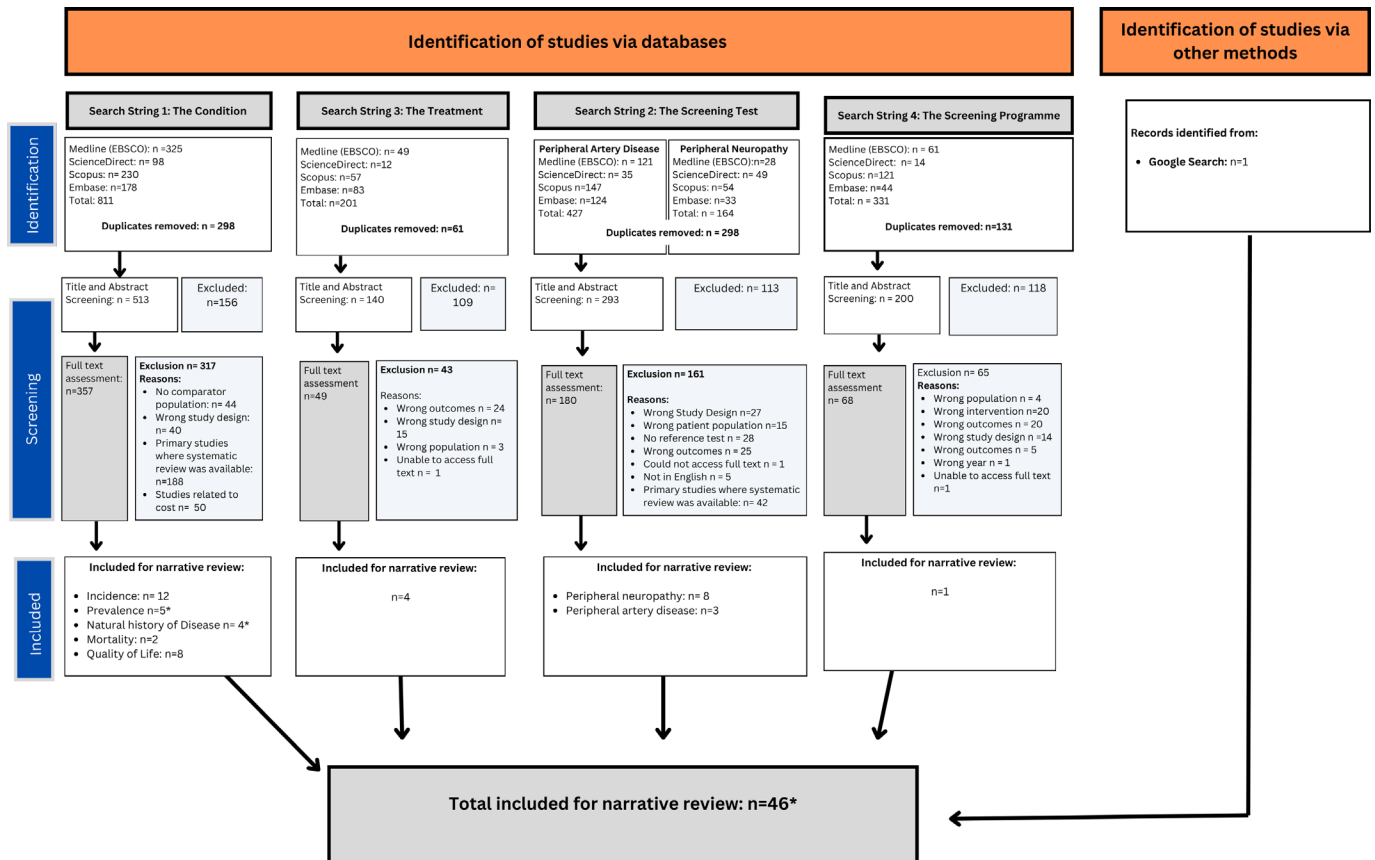 Identification of studies via databases
Identification of studies via
other methods
Identification
Search String 1: The Condition
Medline (EBSCO): n =325
ScienceDirect: n= 98
Scopus: n= 230
Embase: n=178
Total: 811
Duplicates removed: n = 298
Search String 3: The Treatment
Medline (EBSCO): n= 49
ScienceDirect: n=12
Scopus: n=57
Embase: n=83
Total: n=201
Duplicates removed: n=61
Search String 2: The Screening Test
Peripheral Artery Disease
Medline (EBSCO): n = 121
ScienceDirect: n= 35
Scopus n=147
Embase: n=124
Total: 427
Peripheral Neuropathy
Medline (EBSCO):n=28
ScienceDirect: n= 49
Scopus: n=54
Embase: n=33
Total: n = 164
Duplicates removed: n = 298
Search String 4: The Screening Programme
Medline (EBSCO): n = 61
ScienceDirect: n= 14
Scopus: n=121
Embase: n=44
Total: n = 331
Duplicates removed: n=131
Records identified from:
• Google Search: n=1
Screening
Title and Abstract
Screening: n = 513
Excluded:
n=156
Title and Abstract
Screening: n = 140
Excluded: n=
109
Title and Abstract
Screening: n = 293
Excluded: n= 113
Title and Abstract
Screening: n = 200
Excluded: n= 118
Full text
assessment:
n=357
Exclusion n= 317
Reasons:
• No comparator
population: n= 44
• Wrong study design:
n= 40
• Primary studies
where systematic
review was available:
n=188
• Studies related to
cost n= 50
Full text
assessment
n=49
Exclusion n= 43
Reasons:
• Wrong outcomes n = 24
• Wrong study design n=
15
• Wrong population n = 3
• Unable to access full
text n = 1
Full text
assessment:
n= 180
Exclusion n= 161
Reasons:
• Wrong Study Design n=27
• Wrong patient population n=15
• No reference test n = 28
• Wrong outcomes n = 25
• Could not access full text n = 1
• Not in English n = 5
• Primary studies where systematic
review was available: n= 42
Full text
assessment
n= 68
Exclusion n= 65
Reasons:
• Wrong population n = 4
• Wrong intervention n=20
• Wrong outcomes n = 20
• Wrong study design n =14
• Wrong outcomes n = 5
• Wrong year n = 1
• Unable to access full text
n=1
Included
Included for narrative review:
• Incidence: n= 12
• Prevalence n=5*
• Natural history of Disease n= 4*
• Mortality: n=2
• Quality of Life: n=8
Included for narrative review:
n=4
Included for narrative review:
• Peripheral neuropathy: n= 8
• Peripheral artery disease: n=3
Included for narrative review:
n=1
Total included for narrative review: n=46*